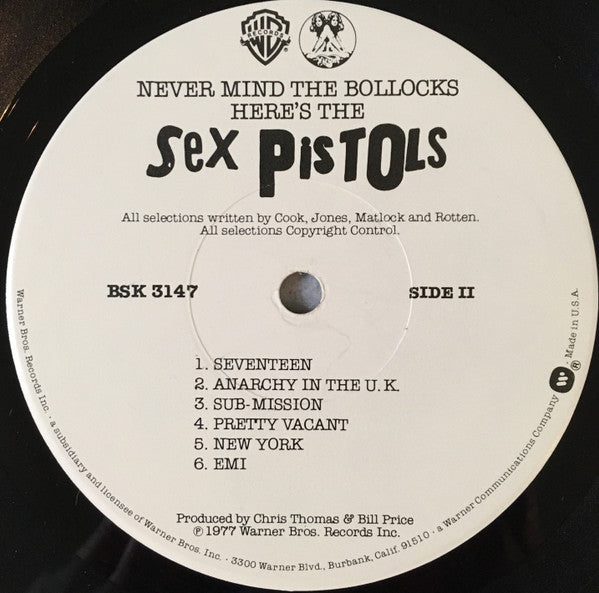 WB
RECORDS
®
NEVER MIND THE BOLLOCKS
HERE'S THE
Sex PisTOLs
All selections written by Cook, Jones, Matlock and Rotten.
All selections Copyright Control.
BSK 3147
SIDE II
1. SEVENTEEN
2. ANARCHY IN THE U.K.
3. SUB-MISSION
4. PRETTY VACANT
5. NEW YORK
6. EMI
Produced by Chris Thomas & Bill Price
℗ 1977 Warner Bros. Records Inc.
Warner Bros. Records Inc. · a subsidiary and licensee of Warner Bros. Inc. · 3300 Warner Blvd., Burbank, Calif. 91510 · a Warner Communications Company ® · Made in U.S.A.